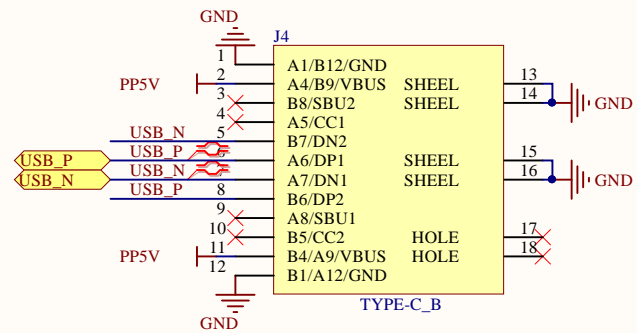 GND
J4
1 A1/B12/GND
PP5V 2 A4/B9/VBUS SHEEL 13
3 B8/SBU2 SHEEL 14 GND
4 A5/CC1
USB_N 5 B7/DN2
USB_P USB_P A6/DP1 SHEEL 15
USB_N USB_N A7/DN1 SHEEL 16 GND
USB_P 8 B6/DP2
9 A8/SBU1
10 B5/CC2 HOLE 17
PP5V 11 B4/A9/VBUS HOLE 18
12 B1/A12/GND
TYPE-C_B
GND